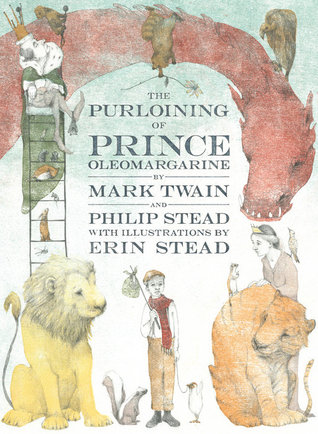 THE
PURLOINING
OF
PRINCE
OLEOMARGARINE
BY
MARK TWAIN
AND
PHILIP STEAD
WITH ILLUSTRATIONS BY
ERIN STEAD